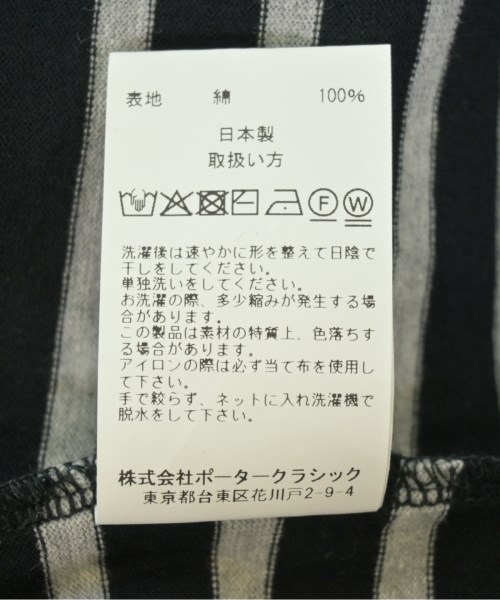 表地 綿 100%
日本製
取扱い方
F W
洗濯後は速やかに形を整えて日陰で
干しをしてください。
単独洗いをしてください。
お洗濯の際、多少縮みが発生する場
合があります。
この製品は素材の特質上、色落ちす
る場合があります。
アイロンの際は必ず当て布を使用し
て下さい。
手で絞らず、ネットに入れ洗濯機で
脱水をして下さい。
株式会社ポータークラシック
東京都台東区花川戸2-9-4